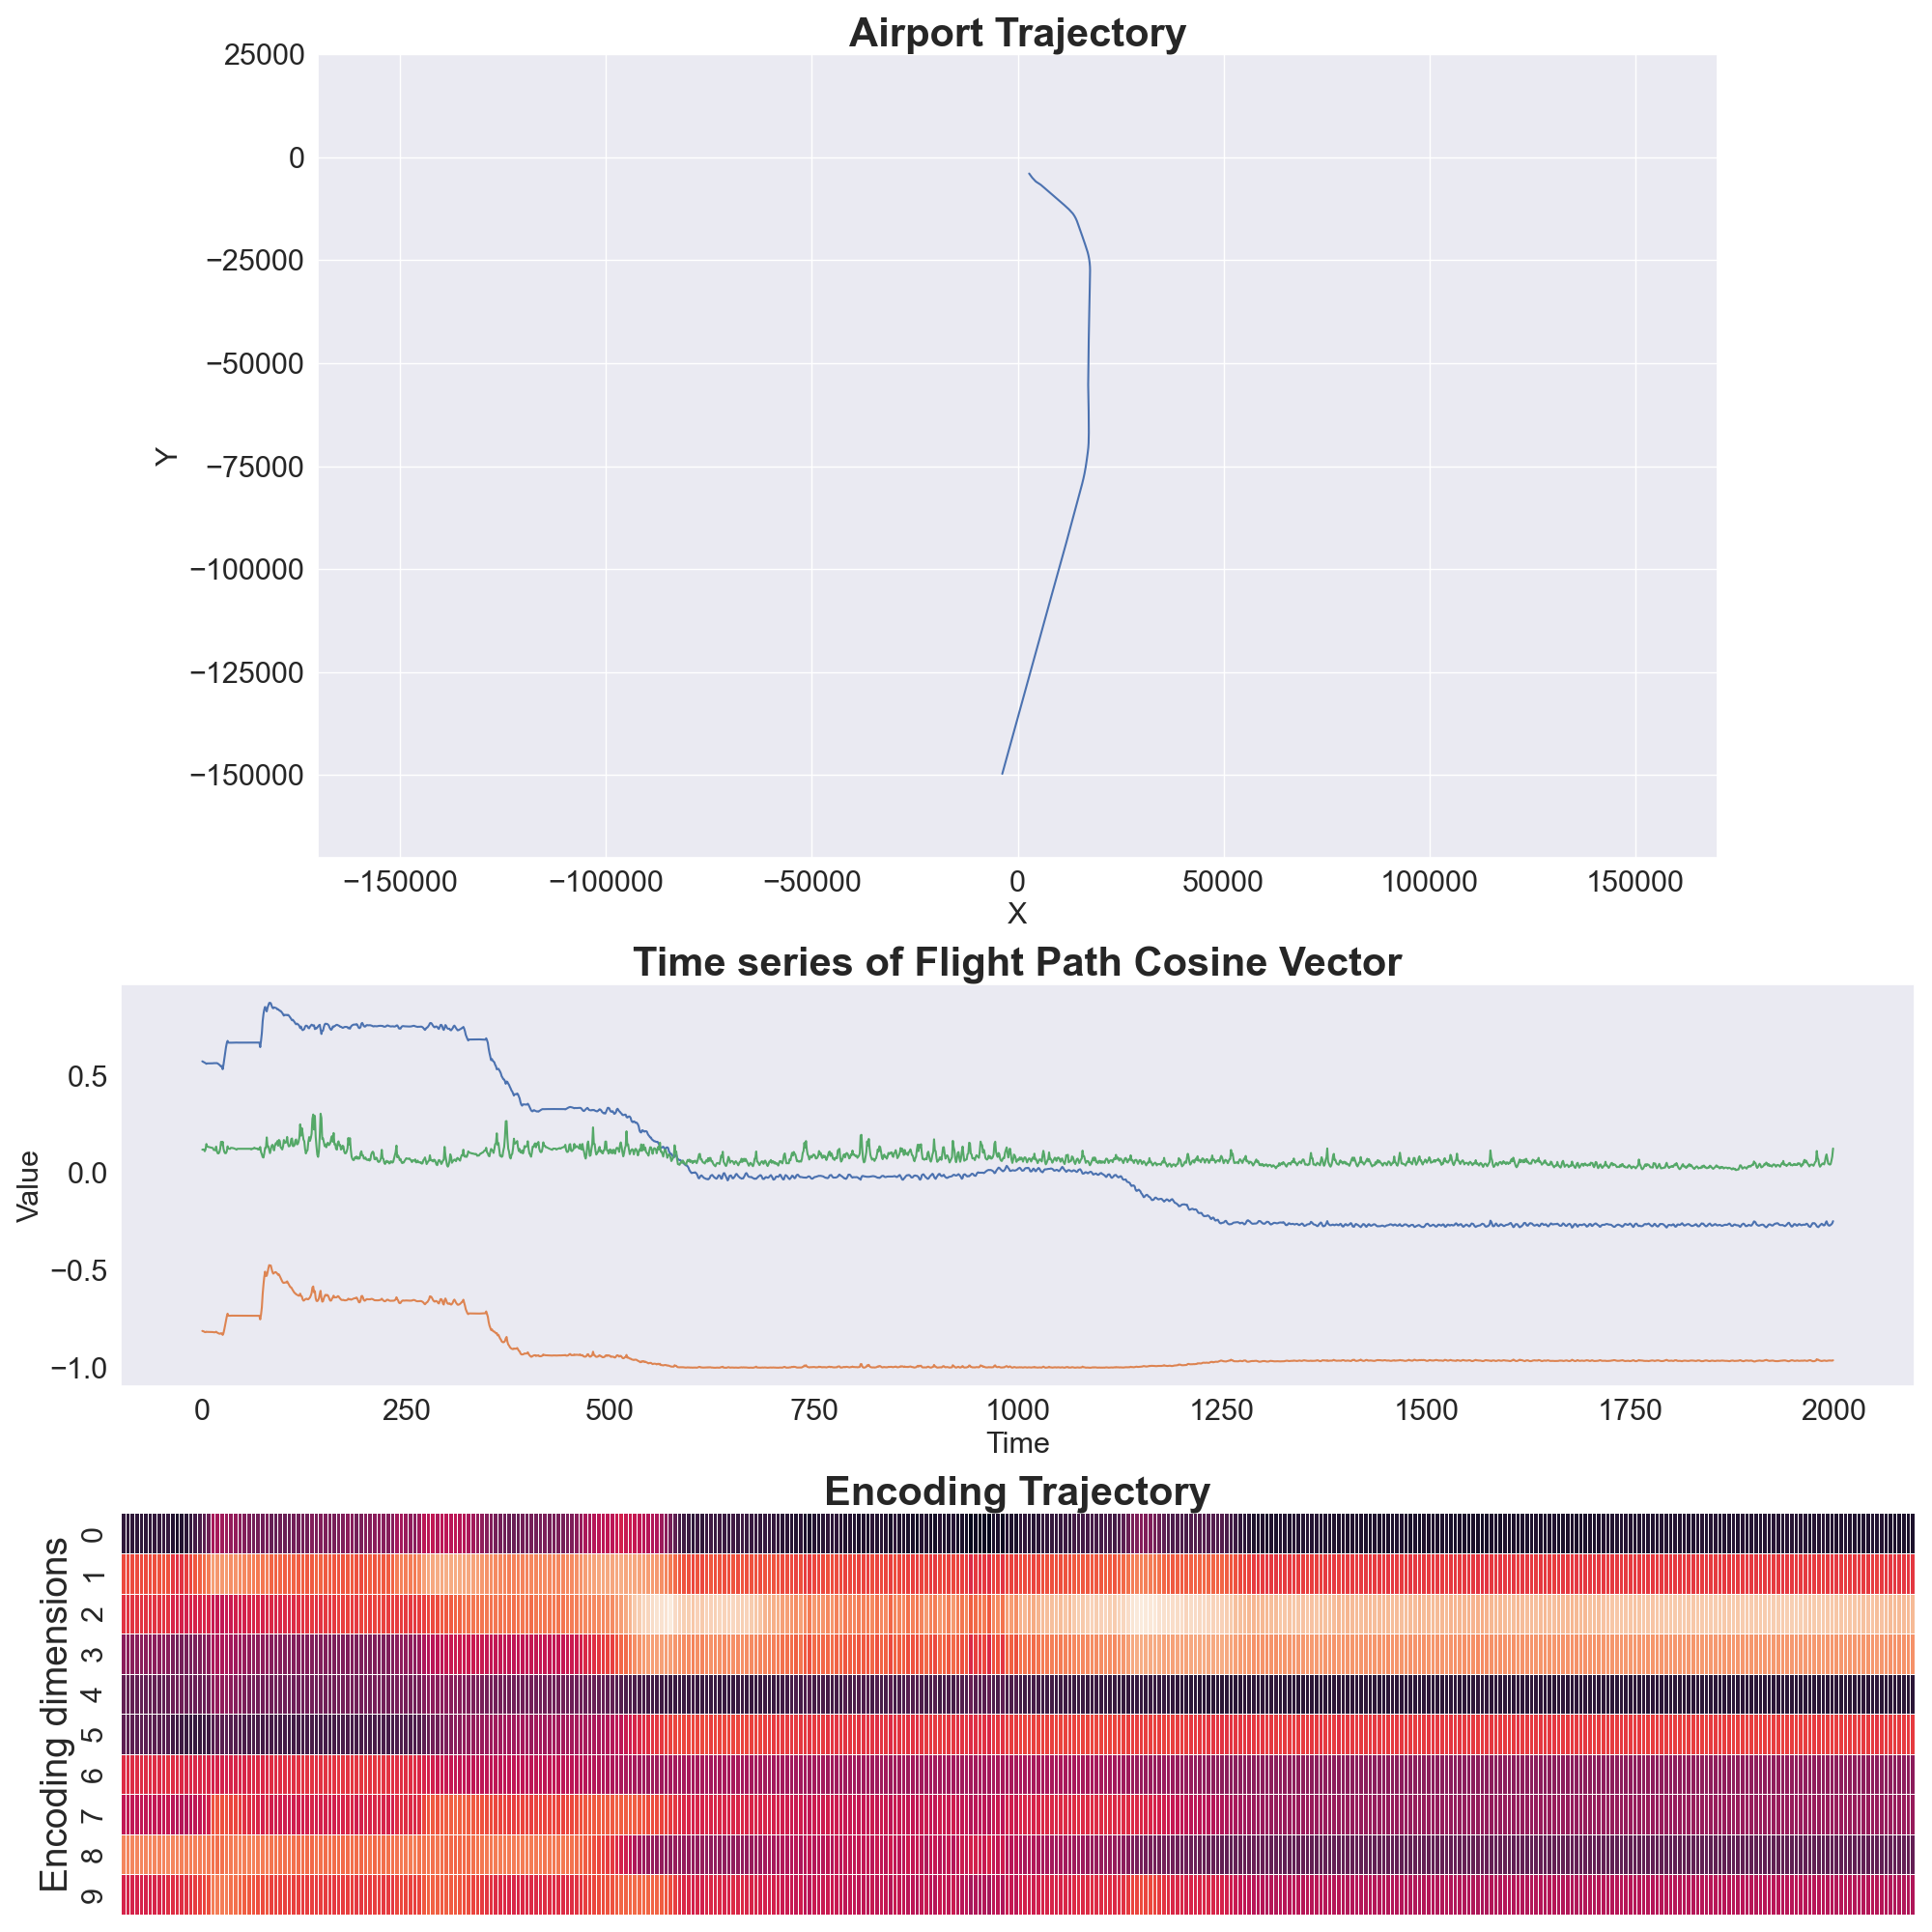 Airport Trajectory
25000
0
−25000
−50000
−75000
−100000
−125000
−150000
Y
−150000 −100000 −50000 0 50000 100000 150000
X
Time series of Flight Path Cosine Vector
0.5
0.0
−0.5
−1.0
Value
0 250 500 750 1000 1250 1500 1750 2000
Time
Encoding Trajectory
Encoding dimensions
0
1
2
3
4
5
6
7
8
9